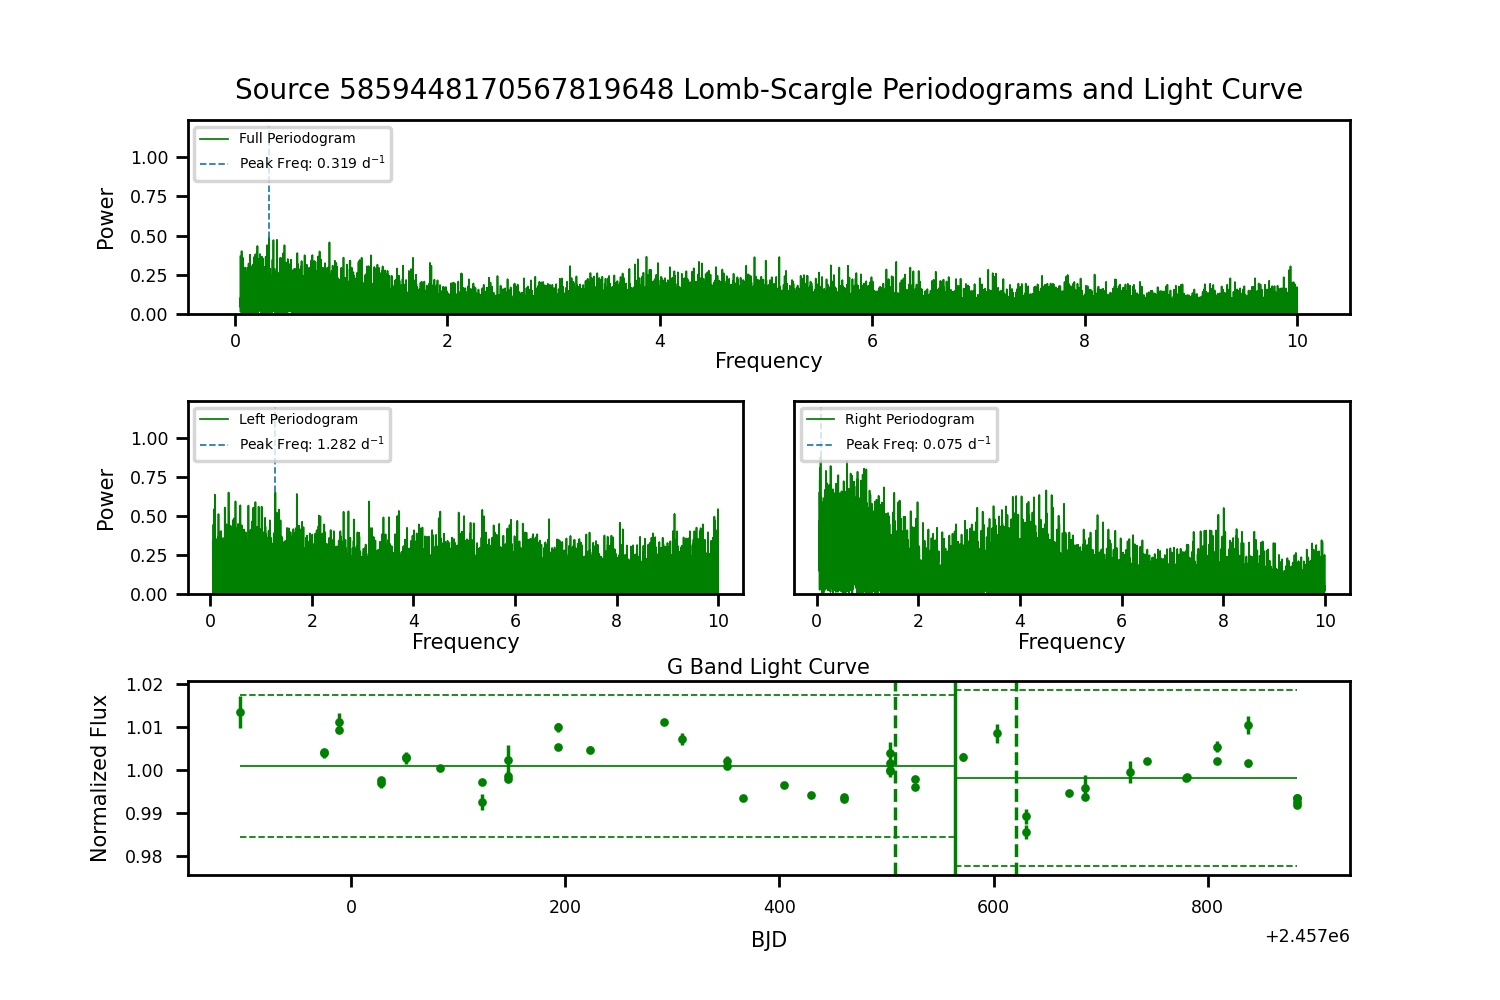 Source 5859448170567819648 Lomb-Scargle Periodograms and Light Curve
Full Periodogram
Peak Freq: 0.319 d⁻¹
Power
1.00
0.75
0.50
0.25
0.00
0 2 4 6 8 10
Frequency
Left Periodogram
Peak Freq: 1.282 d⁻¹
Power
1.00
0.75
0.50
0.25
0.00
0 2 4 6 8 10
Frequency
Right Periodogram
Peak Freq: 0.075 d⁻¹
0 2 4 6 8 10
Frequency
G Band Light Curve
Normalized Flux
1.02
1.01
1.00
0.99
0.98
0 200 400 600 800
BJD
+2.457e6